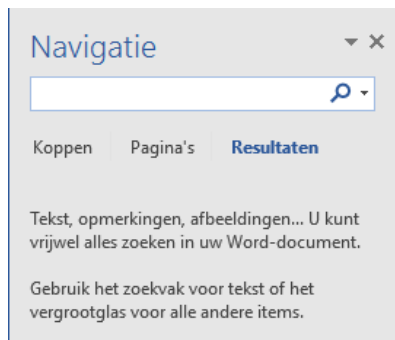 Navigatie
Koppen Pagina's Resultaten
Tekst, opmerkingen, afbeeldingen... U kunt
vrijwel alles zoeken in uw Word-document.
Gebruik het zoekvak voor tekst of het
vergrootglas voor alle andere items.